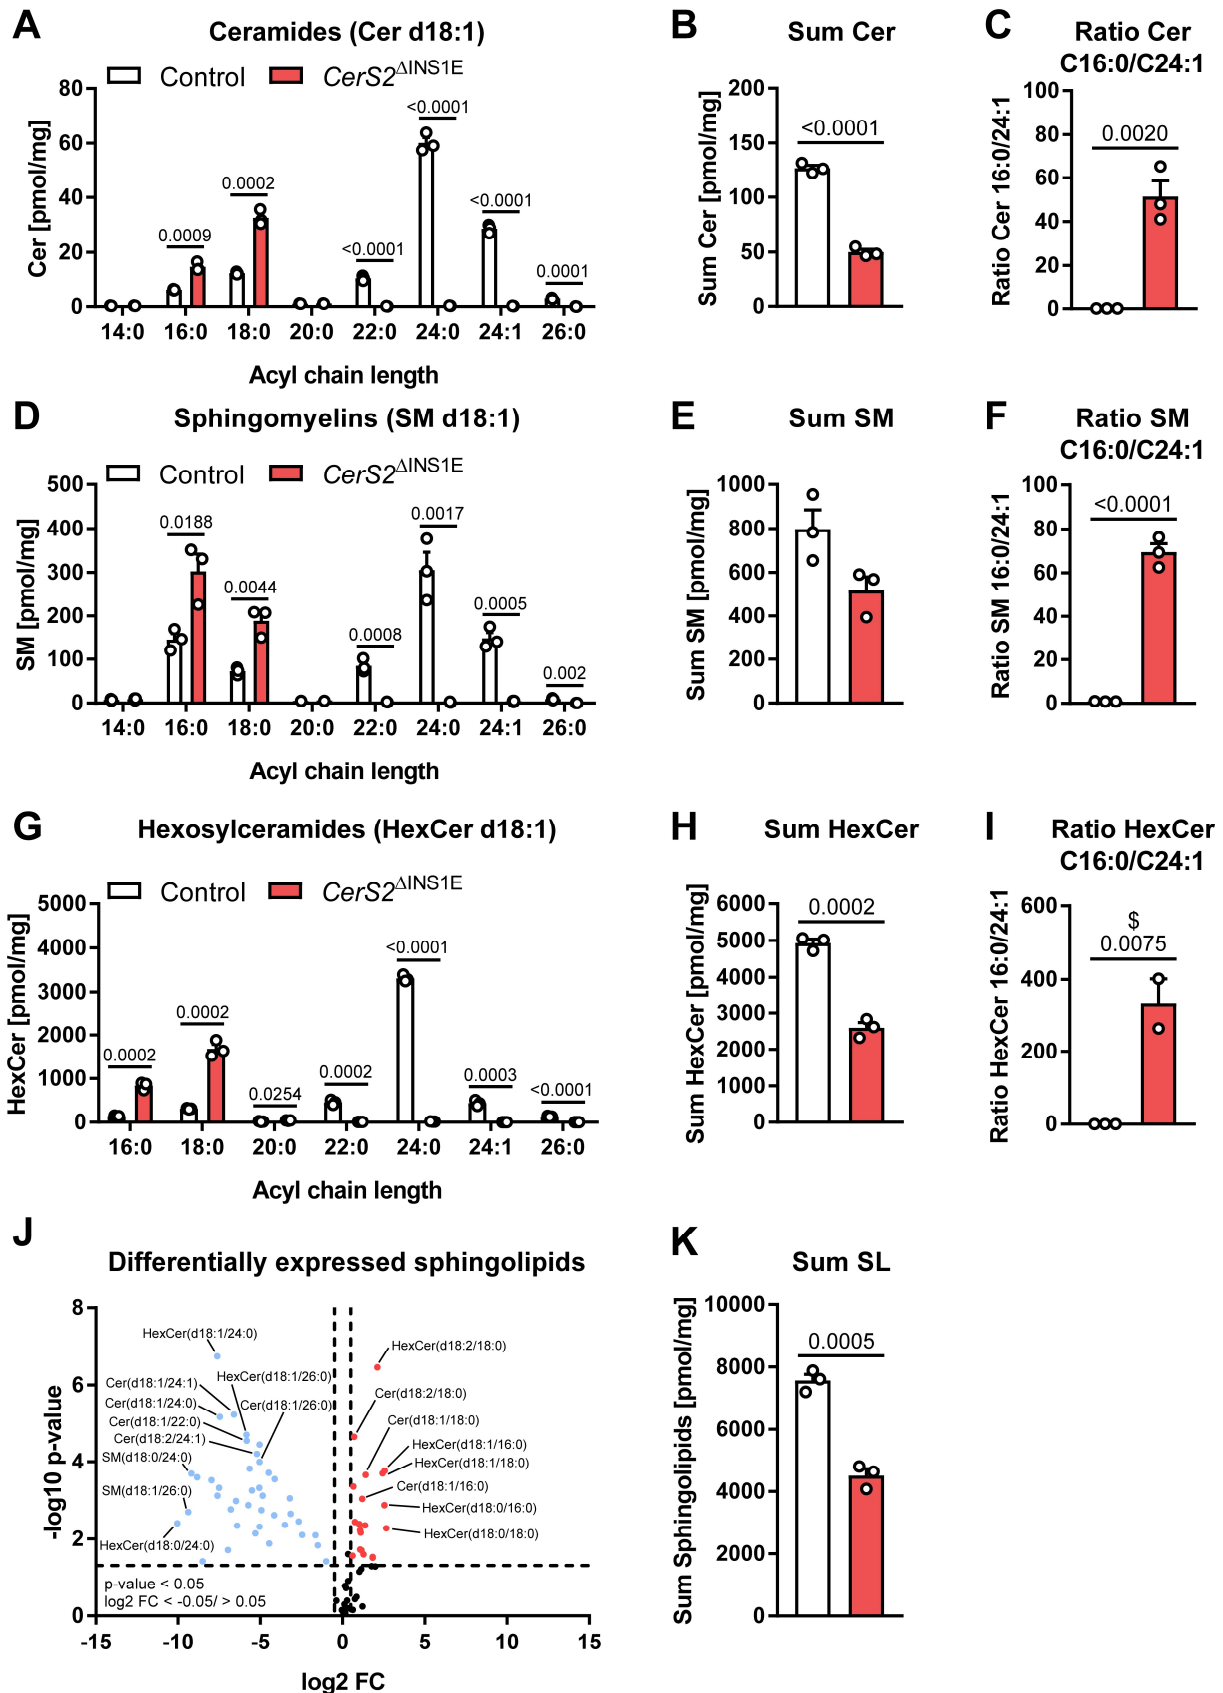 A
Ceramides (Cer d18:1)
Control
CerS2ΔINS1E
Cer [pmol/mg]
80
60
40
20
0
0.0009
0.0002
<0.0001
<0.0001
<0.0001
0.0001
14:0 16:0 18:0 20:0 22:0 24:0 24:1 26:0
Acyl chain length
B
Sum Cer
Sum Cer [pmol/mg]
200
150
100
50
0
<0.0001
C
Ratio Cer
C16:0/C24:1
Ratio Cer 16:0/24:1
100
80
60
40
20
0
0.0020
D
Sphingomyelins (SM d18:1)
Control
CerS2ΔINS1E
SM [pmol/mg]
500
400
300
200
100
0
0.0188
0.0044
0.0008
0.0017
0.0005
0.002
14:0 16:0 18:0 20:0 22:0 24:0 24:1 26:0
Acyl chain length
E
Sum SM
Sum SM [pmol/mg]
1000
800
600
400
200
0
F
Ratio SM
C16:0/C24:1
Ratio SM 16:0/24:1
100
80
60
40
20
0
<0.0001
G
Hexosylceramides (HexCer d18:1)
Control
CerS2ΔINS1E
HexCer [pmol/mg]
5000
4000
3000
2000
1000
0
0.0002
0.0002
0.0254
0.0002
<0.0001
0.0003
<0.0001
16:0 18:0 20:0 22:0 24:0 24:1 26:0
Acyl chain length
H
Sum HexCer
Sum HexCer [pmol/mg]
6000
5000
4000
3000
2000
1000
0
0.0002
I
Ratio HexCer
C16:0/C24:1
Ratio HexCer 16:0/24:1
600
400
200
0
$
0.0075
J
Differentially expressed sphingolipids
-log10 p-value
8
6
4
2
0
HexCer(d18:1/24:0)
HexCer(d18:1/26:0)
Cer(d18:1/24:1)
Cer(d18:1/24:0)
Cer(d18:1/26:0)
Cer(d18:1/22:0)
Cer(d18:2/24:1)
SM(d18:0/24:0)
SM(d18:1/26:0)
HexCer(d18:0/24:0)
HexCer(d18:2/18:0)
Cer(d18:2/18:0)
Cer(d18:1/18:0)
HexCer(d18:1/16:0)
HexCer(d18:1/18:0)
Cer(d18:1/16:0)
HexCer(d18:0/16:0)
HexCer(d18:0/18:0)
p-value < 0.05
log2 FC < -0.05/ > 0.05
-15 -10 -5 0 5 10 15
log2 FC
K
Sum SL
Sum Sphingolipids [pmol/mg]
10000
8000
6000
4000
2000
0
0.0005